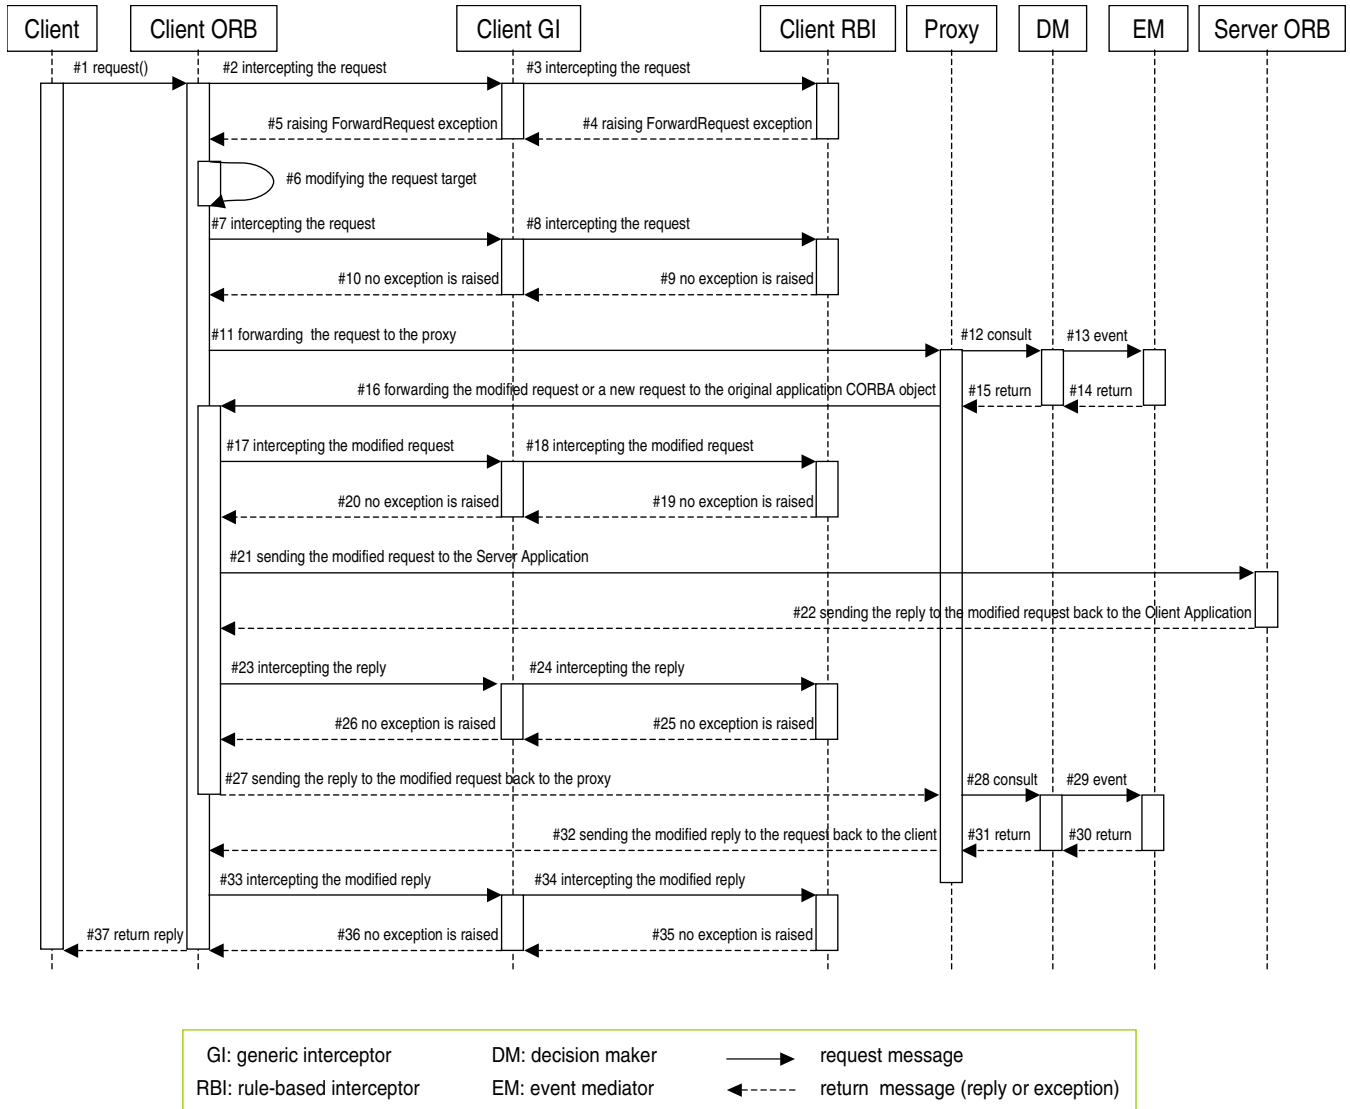 Client
Client ORB
Client GI
Client RBI
Proxy
DM
EM
Server ORB
#1 request()
#2 intercepting the request
#3 intercepting the request
#5 raising ForwardRequest exception
#4 raising ForwardRequest exception
#6 modifying the request target
#7 intercepting the request
#8 intercepting the request
#10 no exception is raised
#9 no exception is raised
#11 forwarding the request to the proxy
#12 consult
#13 event
#16 forwarding the modified request or a new request to the original application CORBA object
#15 return
#14 return
#17 intercepting the modified request
#18 intercepting the modified request
#20 no exception is raised
#19 no exception is raised
#21 sending the modified request to the Server Application
#22 sending the reply to the modified request back to the Client Application
#23 intercepting the reply
#24 intercepting the reply
#26 no exception is raised
#25 no exception is raised
#27 sending the reply to the modified request back to the proxy
#28 consult
#29 event
#32 sending the modified reply to the request back to the client
#31 return
#30 return
#33 intercepting the modified reply
#34 intercepting the modified reply
#37 return reply
#36 no exception is raised
#35 no exception is raised
GI: generic interceptor
DM: decision maker
request message
RBI: rule-based interceptor
EM: event mediator
return message (reply or exception)